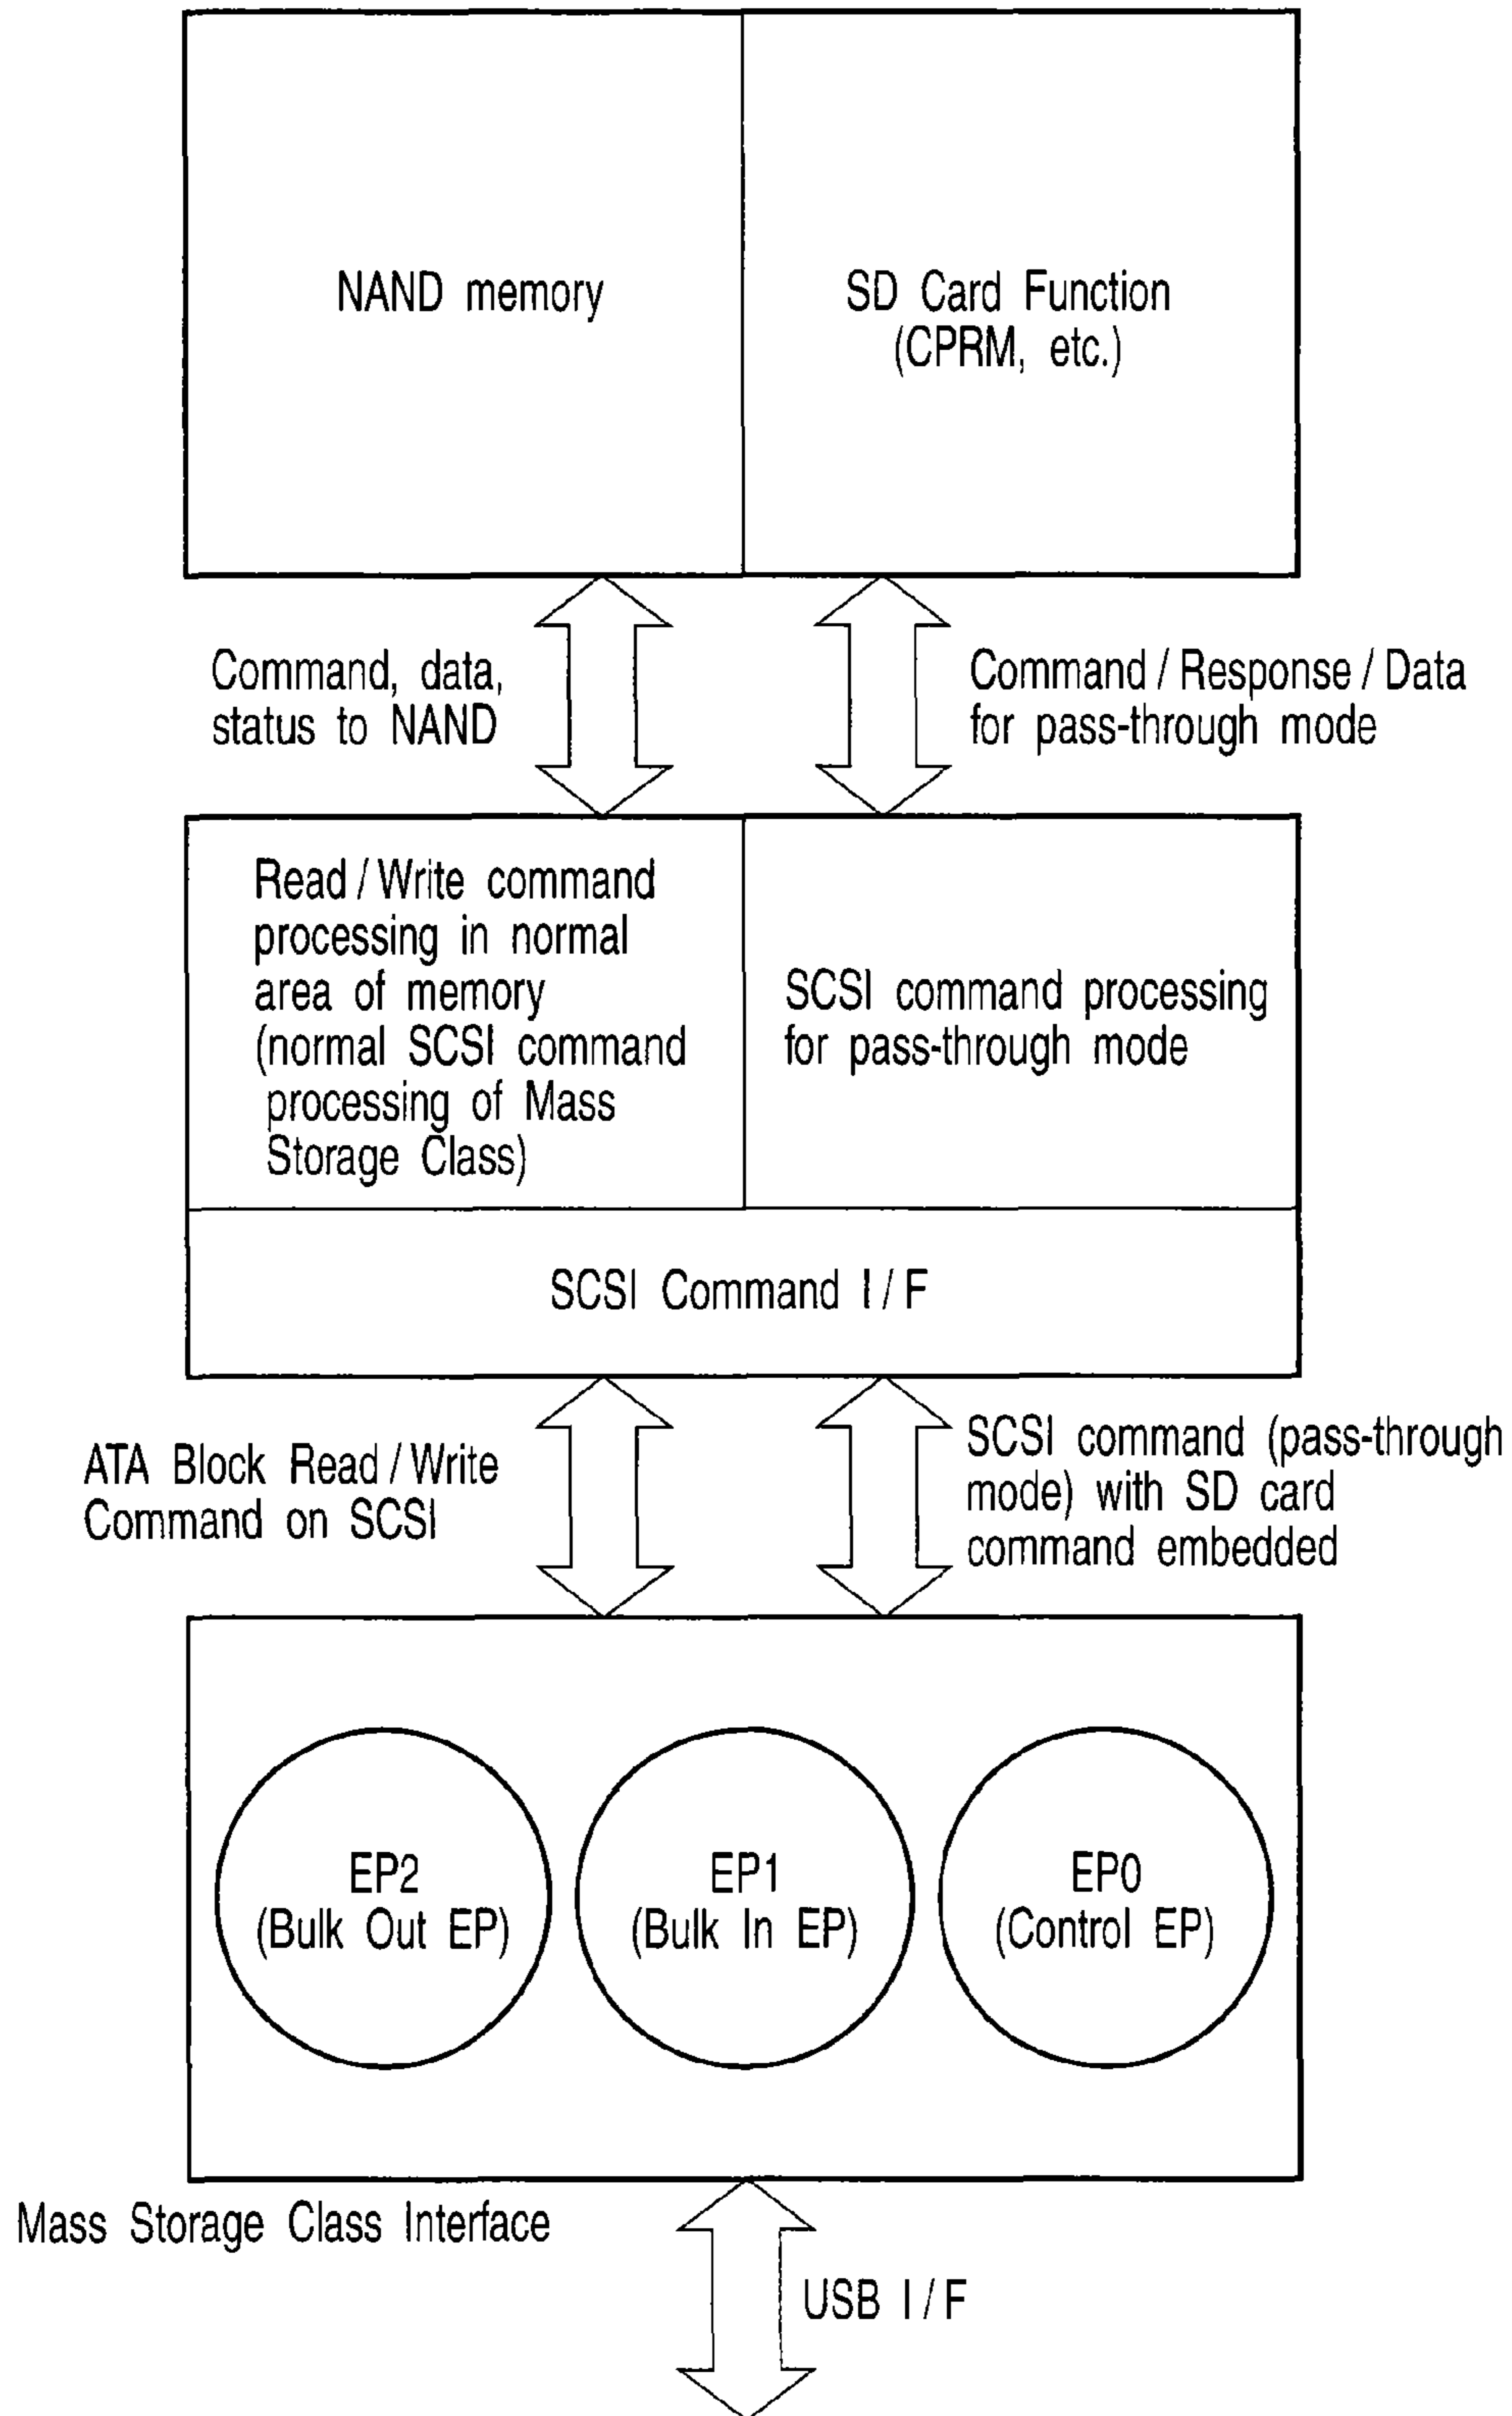 NAND memory
SD Card Function
(CPRM, etc.)
Command, data,
status to NAND
Command / Response / Data
for pass-through mode
Read / Write command
processing in normal
area of memory
(normal SCSI command
processing of Mass
Storage Class)
SCSI command processing
for pass-through mode
SCSI Command I / F
ATA Block Read / Write
Command on SCSI
SCSI command (pass-through
mode) with SD card
command embedded
EP2
(Bulk Out EP)
EP1
(Bulk In EP)
EP0
(Control EP)
Mass Storage Class Interface
USB I / F